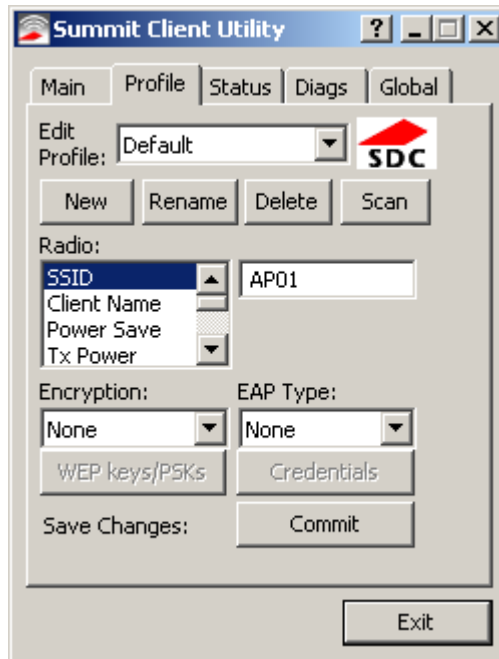 Summit Client Utility ?
Main Profile Status Diags Global
Edit
Profile: Default
SDC
New Rename Delete Scan
Radio:
SSID AP01
Client Name
Power Save
Tx Power
Encryption: EAP Type:
None None
WEP keys/PSKs Credentials
Save Changes: Commit
Exit